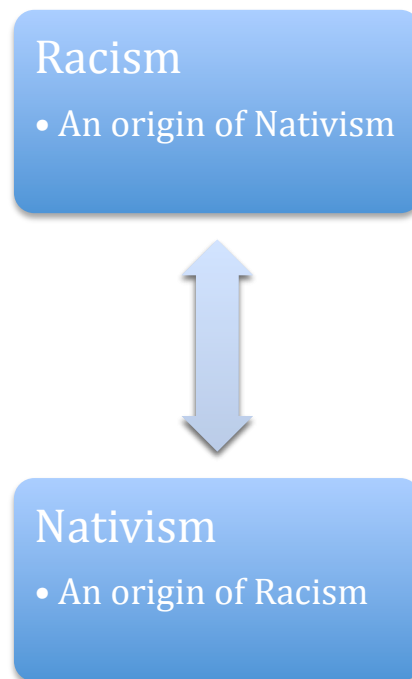 Racism
• An origin of Nativism
Nativism
• An origin of Racism